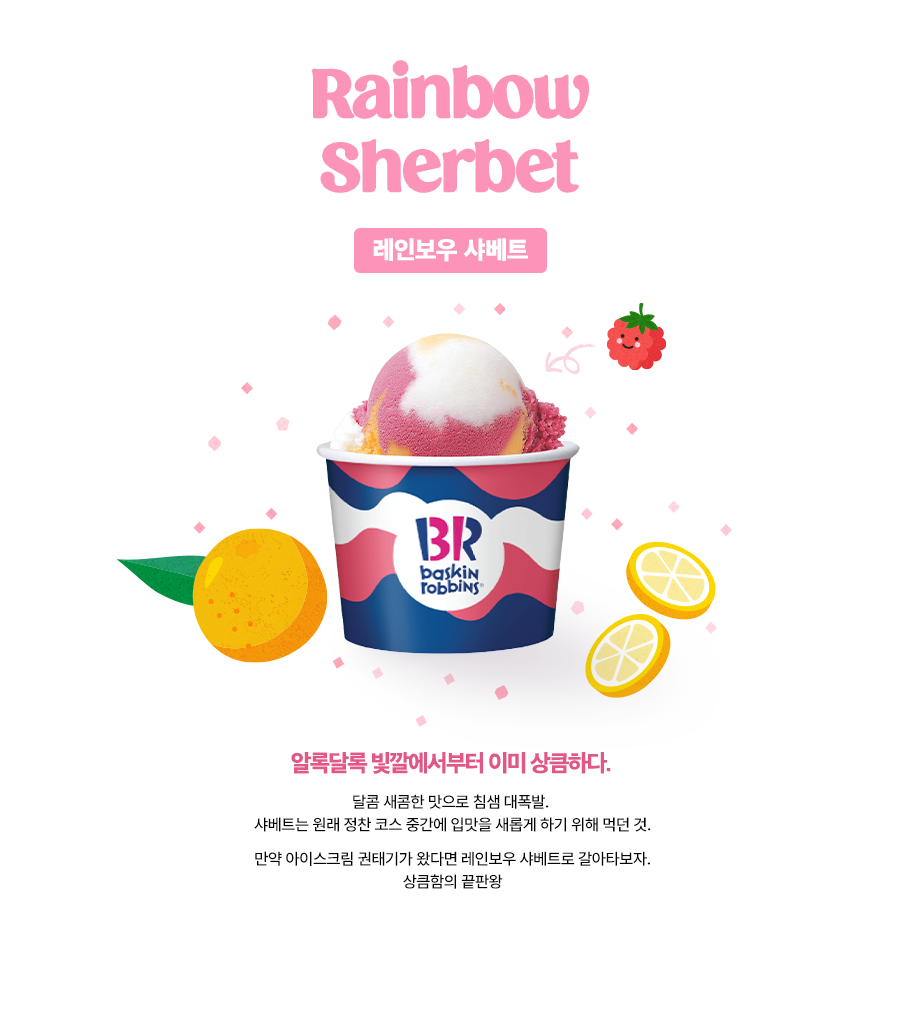 Rainbow
Sherbet
레인보우 샤베트
BR
baskin
robbins®
알록달록 빛깔에서부터 이미 상큼하다.
달콤 새콤한 맛으로 침샘 대폭발.
샤베트는 원래 정찬 코스 중간에 입맛을 새롭게 하기 위해 먹던 것.
만약 아이스크림 권태기가 왔다면 레인보우 샤베트로 갈아타보자.
상큼함의 끝판왕